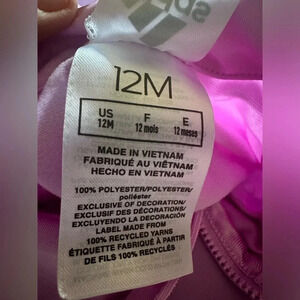 adidas
12M
US F E
12M 12 mois 12 meses
MADE IN VIETNAM
FABRIQUÉ AU VIÊTNAM
HECHO EN VIETNAM
100% POLYESTER/POLYESTER/
poliéster
EXCLUSIVE OF DECORATION/
EXCLUSIF DES DÉCORATIONS/
EXCLUYENDO LA DECORACIÓN
LABEL MADE FROM
100% RECYCLED YARNS
ÉTIQUETTE FABRIQUÉ À PARTIR
DE FILS 100% RECYCLÉS